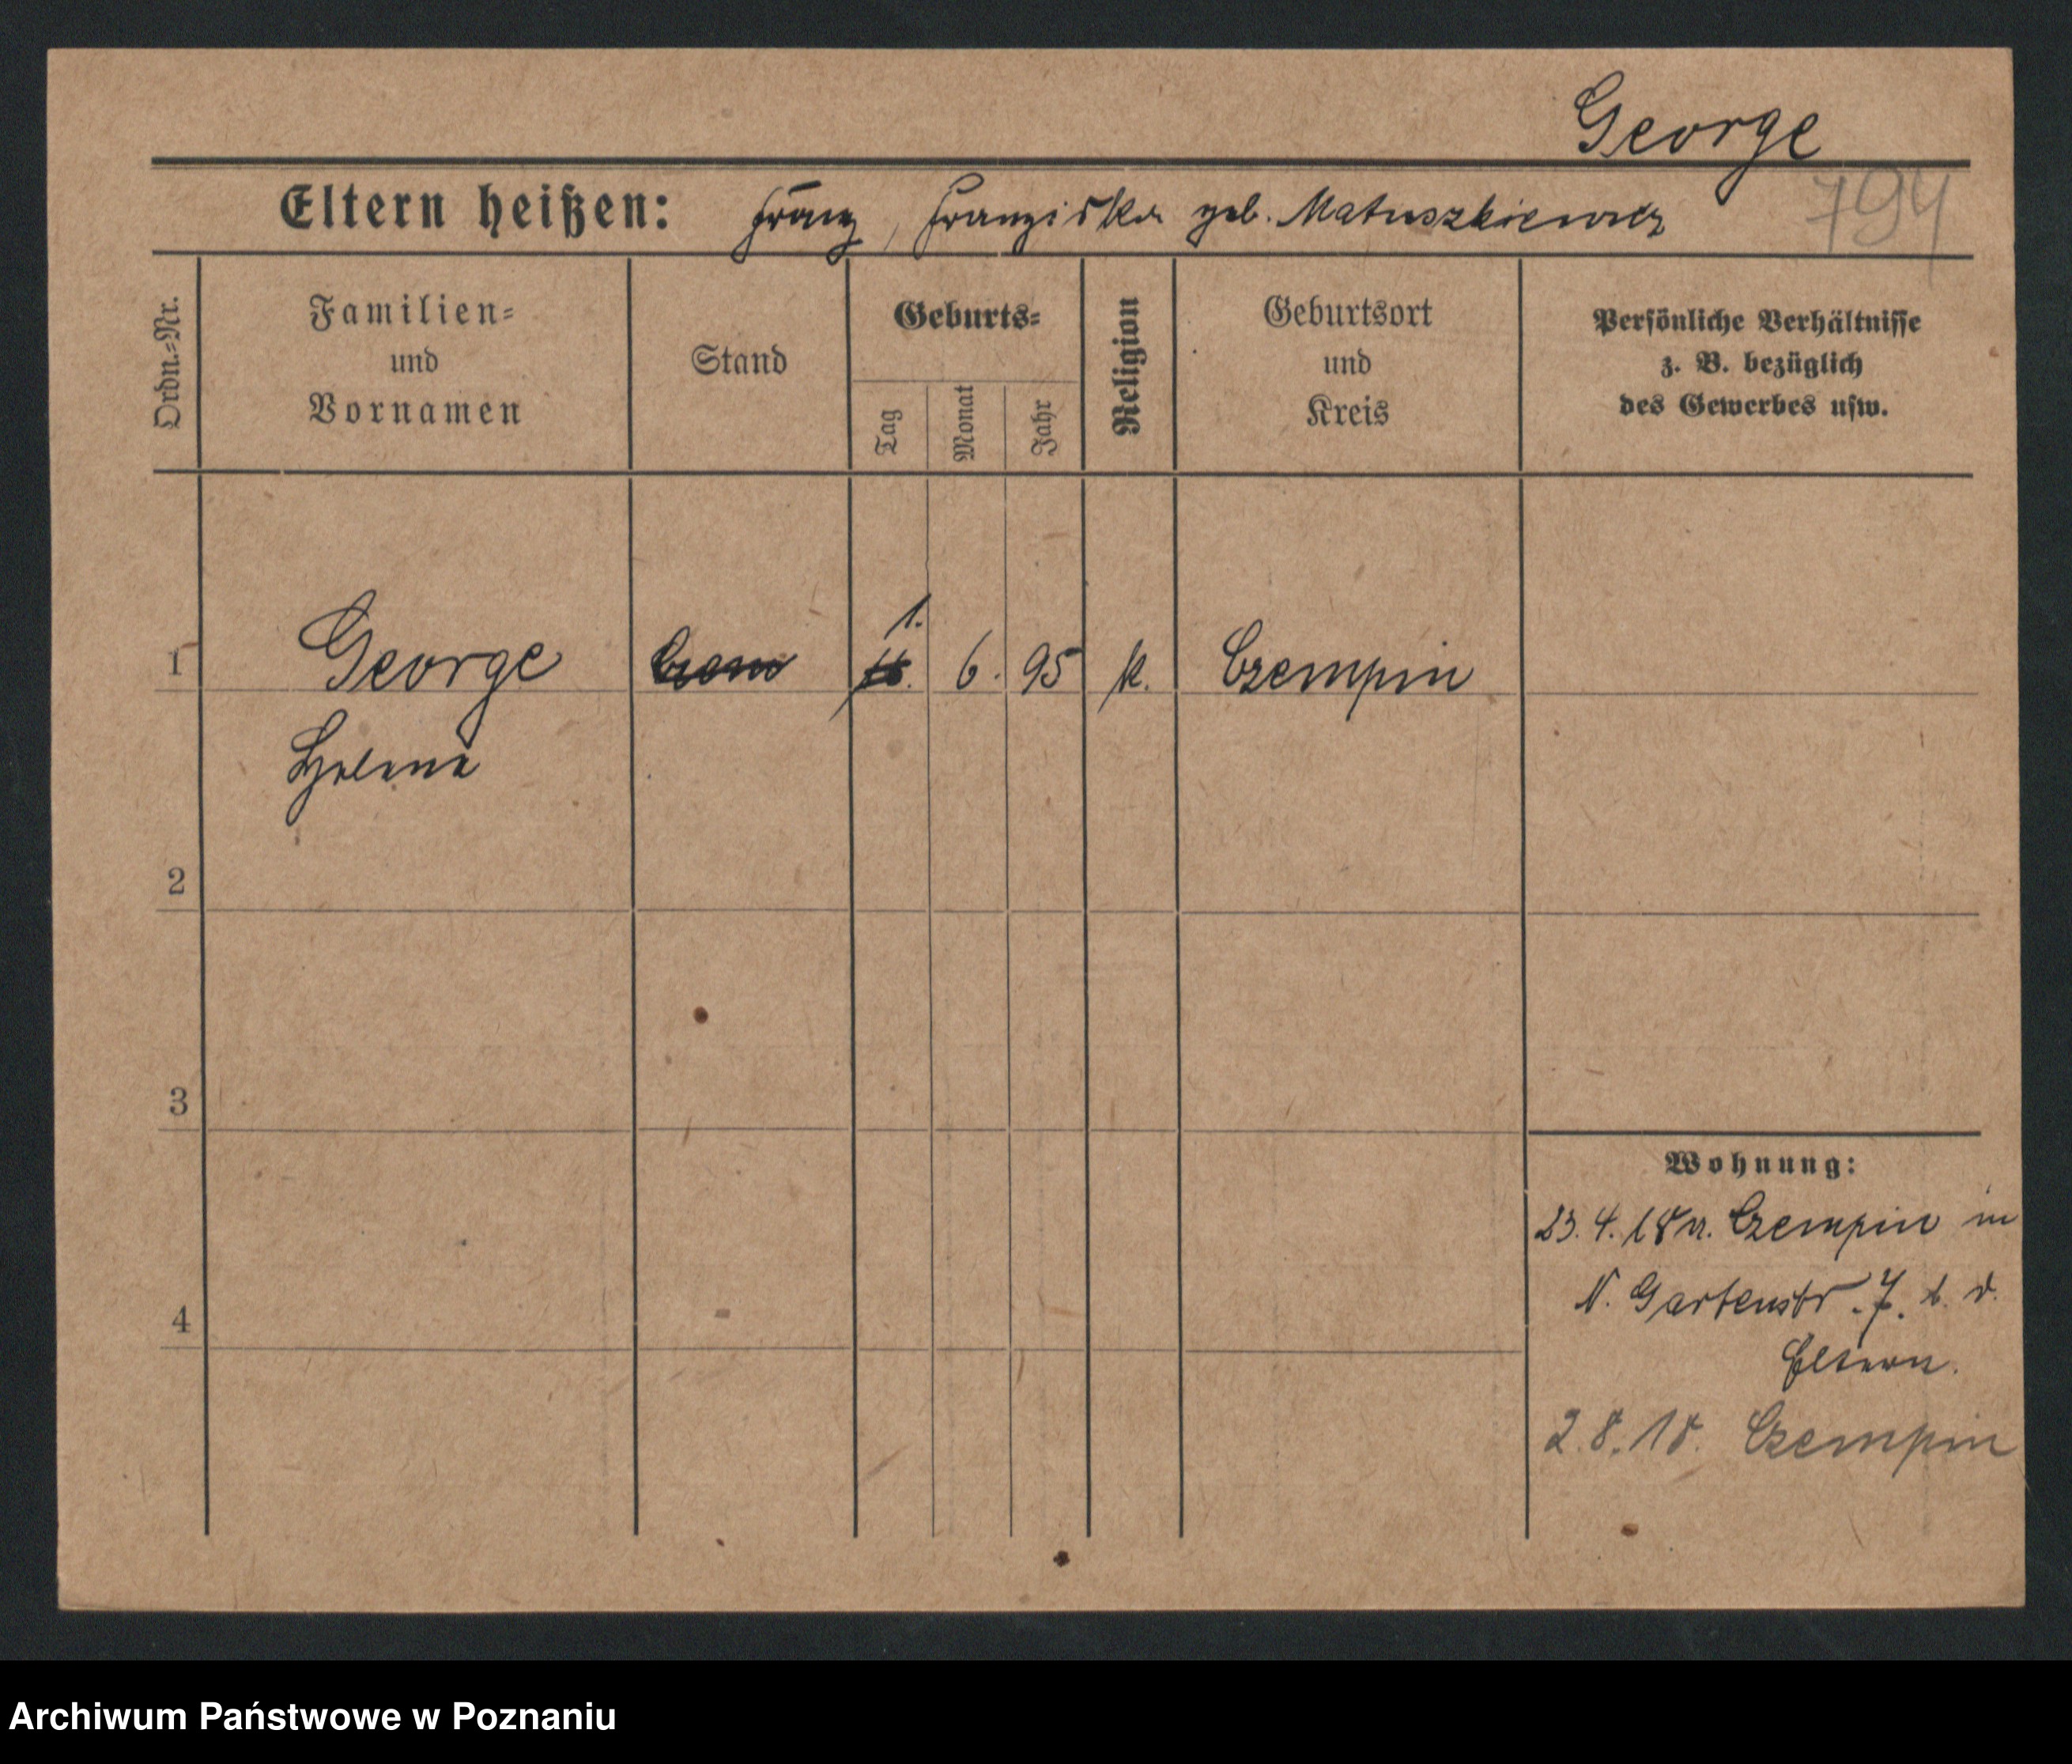 George
Eltern heißen: Franz, Franziska geb. Matuszkiewicz
794
Ordn.-Nr.
Familien-
und
Vornamen
Stand
Geburts-
Tag
Monat
Jahr
Religion
Geburtsort
und
Kreis
Persönliche Verhältnisse
z. B. bezüglich
des Gewerbes usw.
1.
1 George 6. 95 k. Czempin
Helene
2
3
4
Wohnung:
23.4.18 v. Czempin in
N. Gartenstr. 7. b. d.
Eltern.
2.8.18. Czempin
Archiwum Państwowe w Poznaniu